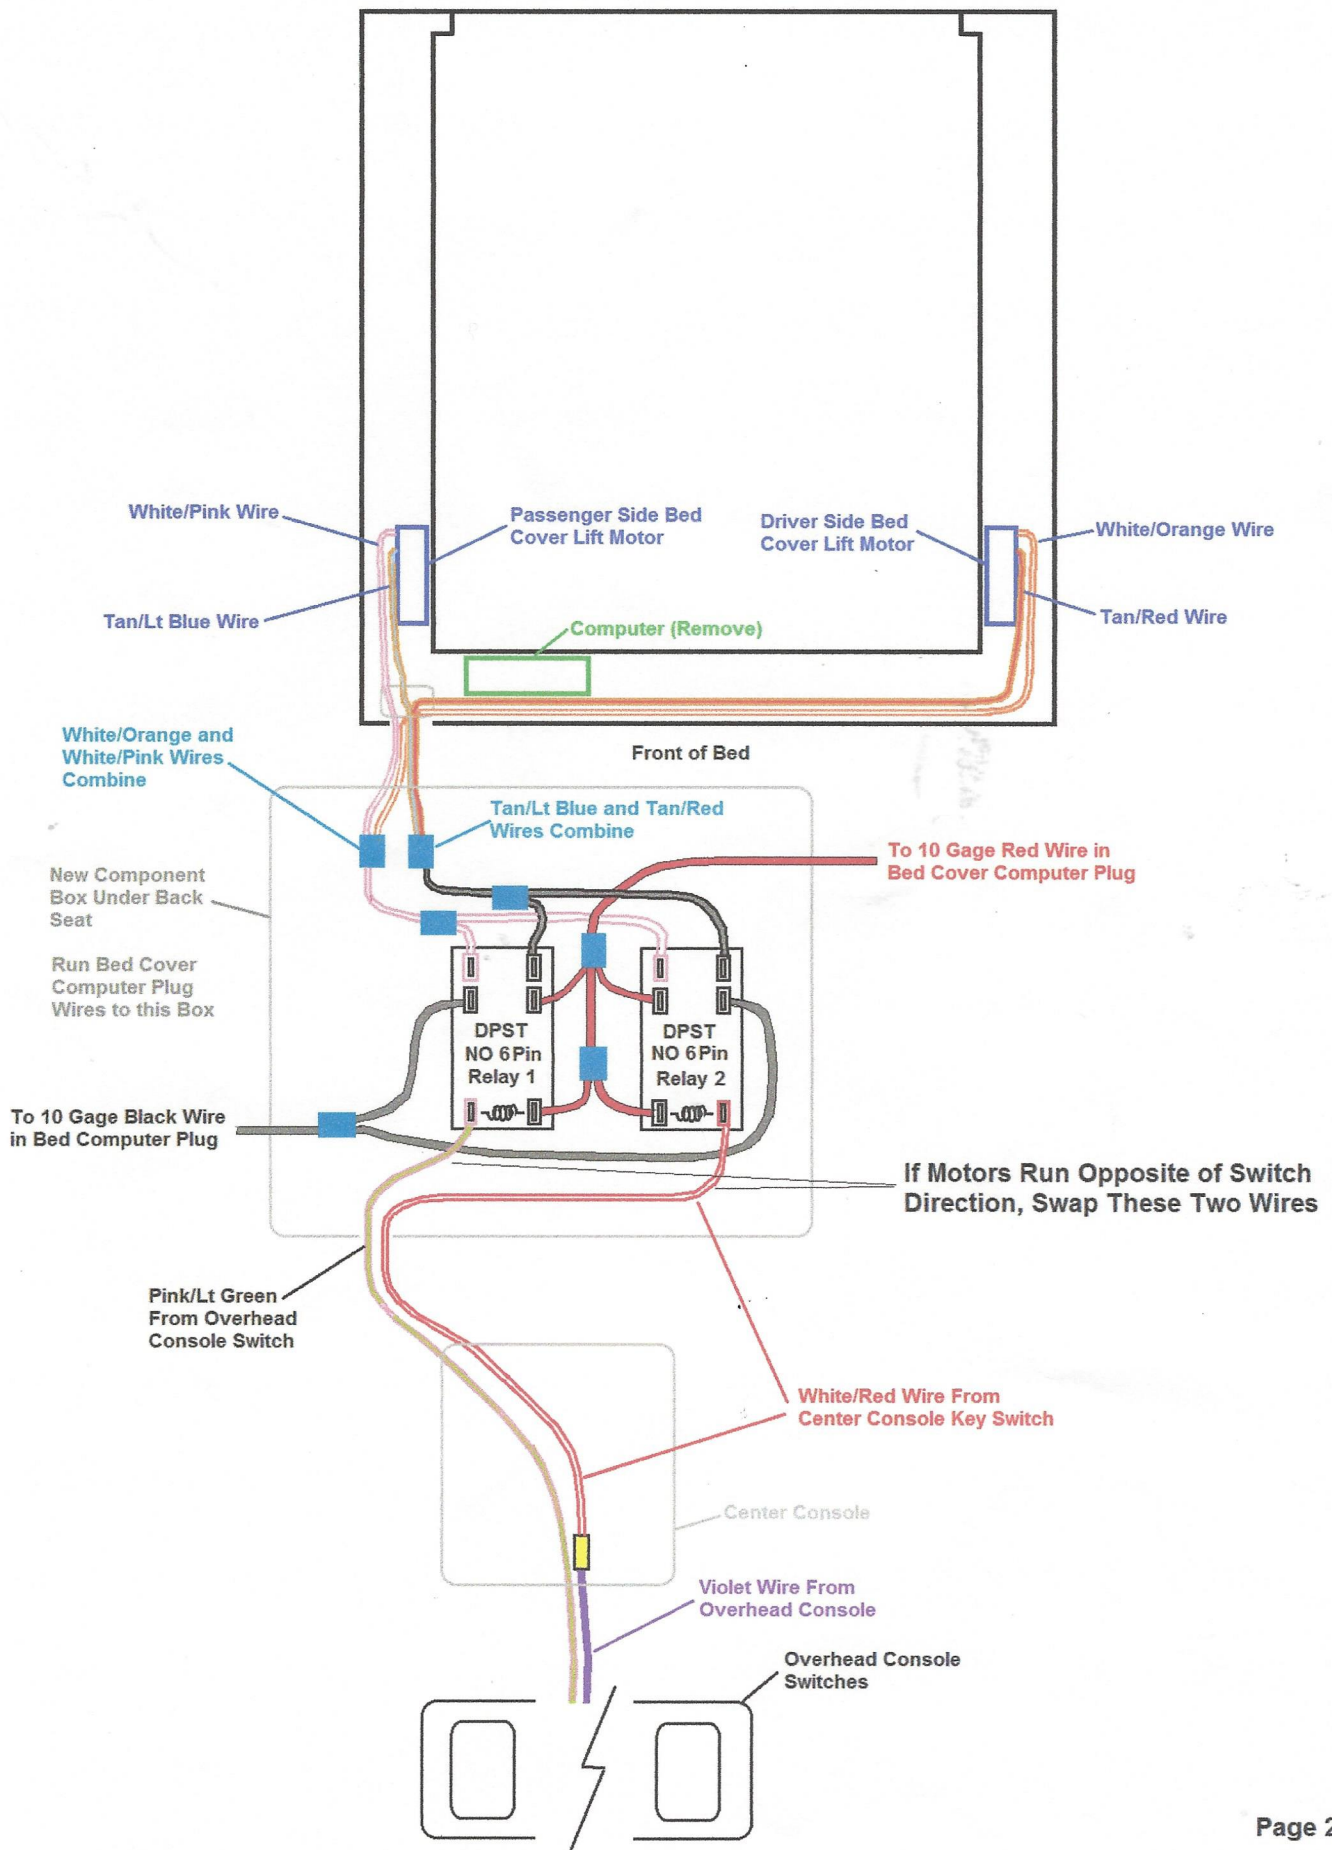 White/Pink Wire
Passenger Side Bed
Cover Lift Motor
Driver Side Bed
Cover Lift Motor
White/Orange Wire
Tan/Lt Blue Wire
Tan/Red Wire
Computer (Remove)
White/Orange and
White/Pink Wires
Combine
Front of Bed
Tan/Lt Blue and Tan/Red
Wires Combine
To 10 Gage Red Wire in
Bed Cover Computer Plug
New Component
Box Under Back
Seat
Run Bed Cover
Computer Plug
Wires to this Box
DPST
NO 6Pin
Relay 1
DPST
NO 6Pin
Relay 2
To 10 Gage Black Wire
in Bed Computer Plug
If Motors Run Opposite of Switch
Direction, Swap These Two Wires
Pink/Lt Green
From Overhead
Console Switch
White/Red Wire From
Center Console Key Switch
Center Console
Violet Wire From
Overhead Console
Overhead Console
Switches
Page 2